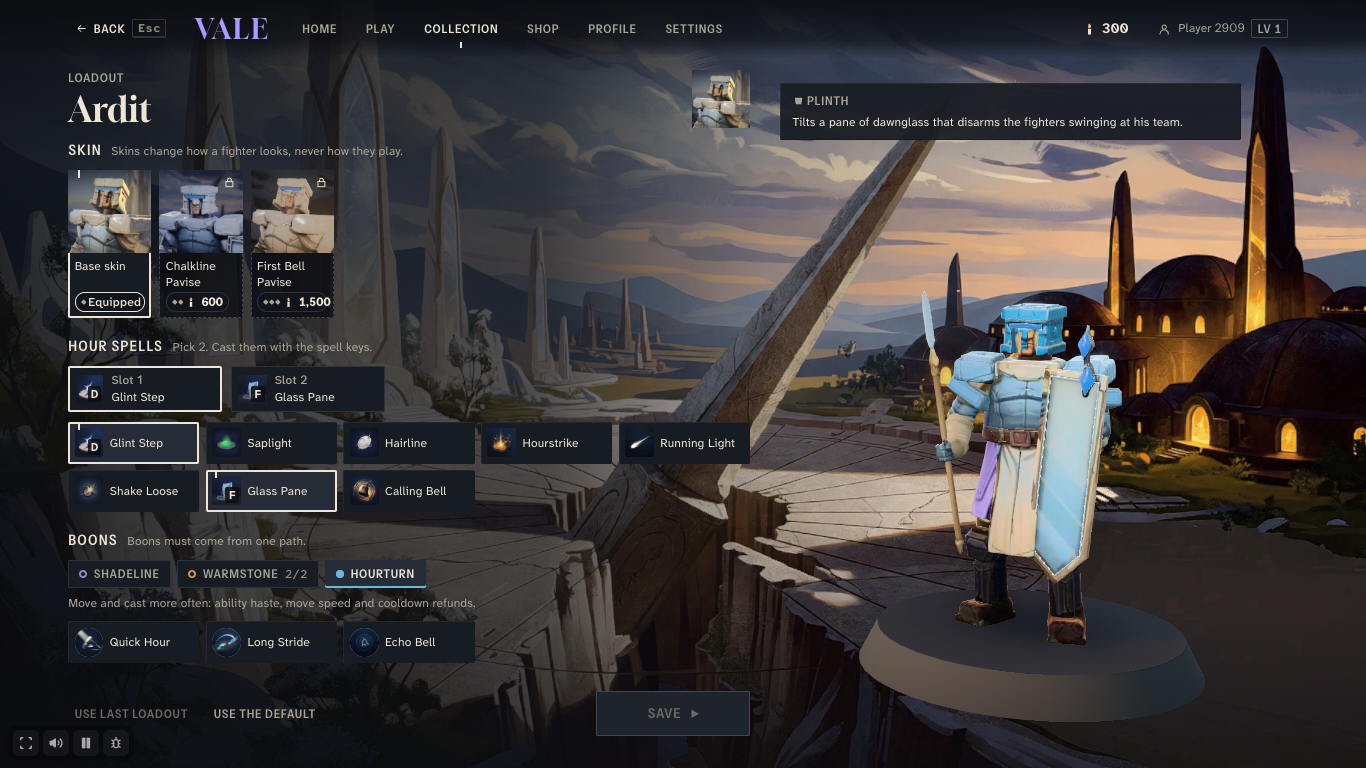 ← BACK Esc VALE HOME PLAY COLLECTION SHOP PROFILE SETTINGS 300 Player 2909 LV 1
LOADOUT
Ardit
SKIN Skins change how a fighter looks, never how they play.
Base skin
Equipped
Chalkline
Pavise
600
First Bell
Pavise
1,500
HOUR SPELLS Pick 2. Cast them with the spell keys.
D Slot 1
Glint Step
F Slot 2
Glass Pane
D Glint Step Saplight Hairline Hourstrike Running Light
Shake Loose F Glass Pane Calling Bell
BOONS Boons must come from one path.
SHADELINE WARMSTONE 2/2 HOURTURN
Move and cast more often: ability haste, move speed and cooldown refunds.
Quick Hour Long Stride Echo Bell
USE LAST LOADOUT USE THE DEFAULT SAVE
PLINTH
Tilts a pane of dawnglass that disarms the fighters swinging at his team.